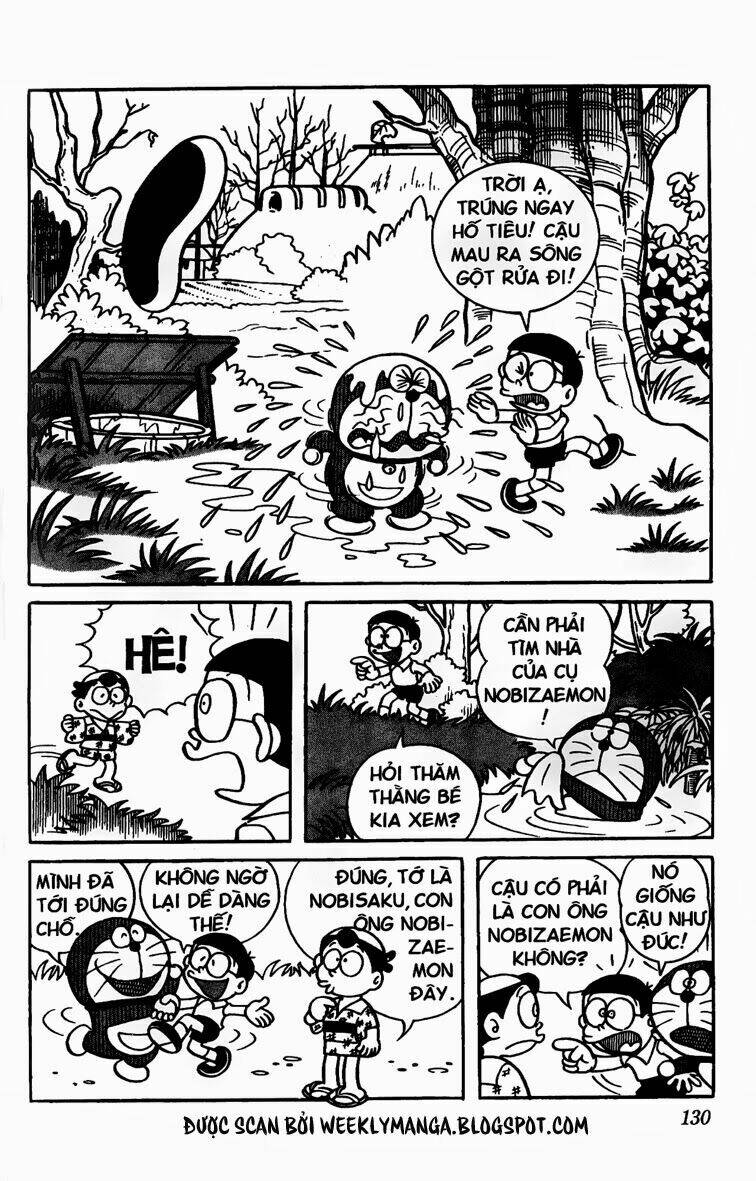 TRỜI Ạ,
TRÚNG NGAY
HỐ TIÊU! CẬU
MAU RA SÔNG
GỘT RỬA ĐI!
CẦN PHẢI
TÌM NHÀ
CỦA CỤ
NOBIZAEMON
!
HỎI THĂM
THẰNG BÉ
KIA XEM?
HÊ!
NÓ
GIỐNG
CẬU NHƯ
ĐÚC!
CẬU CÓ PHẢI
LÀ CON ÔNG
NOBIZAEMON
KHÔNG?
ĐÚNG, TỚ LÀ
NOBISAKU, CON
ÔNG NOBI-
ZAE-
MON
ĐÂY.
KHÔNG NGỜ
LẠI DỄ DÀNG
THẾ!
MÌNH ĐÃ
TỚI ĐÚNG
CHỖ.
130
ĐƯỢC SCAN BỞI WEEKLYMANGA.BLOGSPOT.COM